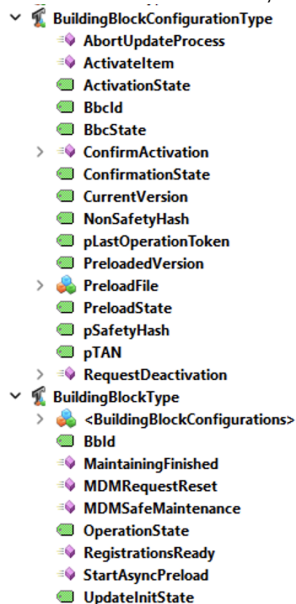 BuildingBlockConfigurationType
AbortUpdateProcess
ActivateItem
ActivationState
BbcId
BbcState
ConfirmActivation
ConfirmationState
CurrentVersion
NonSafetyHash
pLastOperationToken
PreloadedVersion
PreloadFile
PreloadState
pSafetyHash
pTAN
RequestDeactivation
BuildingBlockType
<BuildingBlockConfigurations>
BbId
MaintainingFinished
MDMRequestReset
MDMSafeMaintenance
OperationState
RegistrationsReady
StartAsyncPreload
UpdateInitState